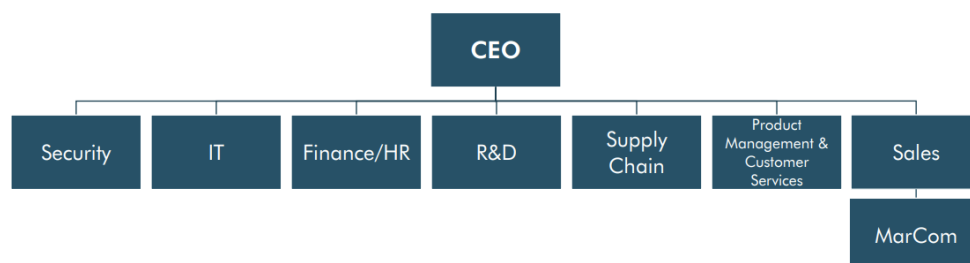 CEO
Security
IT
Finance/HR
R&D
Supply
Chain
Product
Management &
Customer
Services
Sales
MarCom